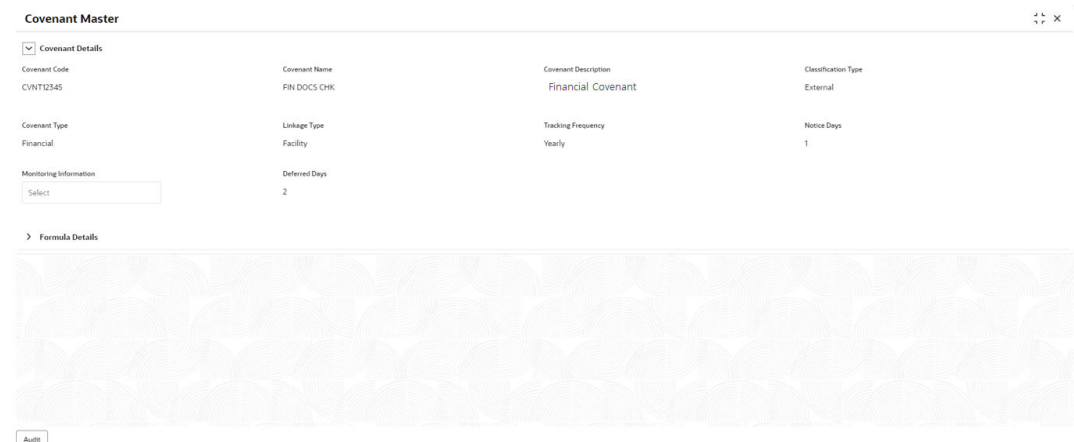 Covenant Master
Covenant Details
Covenant Code Covenant Name Covenant Description Classification Type
CVNT12345 FIN DOCS CHK Financial Covenant External
Covenant Type Linkage Type Tracking Frequency Notice Days
Financial Facility Yearly 1
Monitoring Information Deferred Days
Select 2
Formula Details
Audit